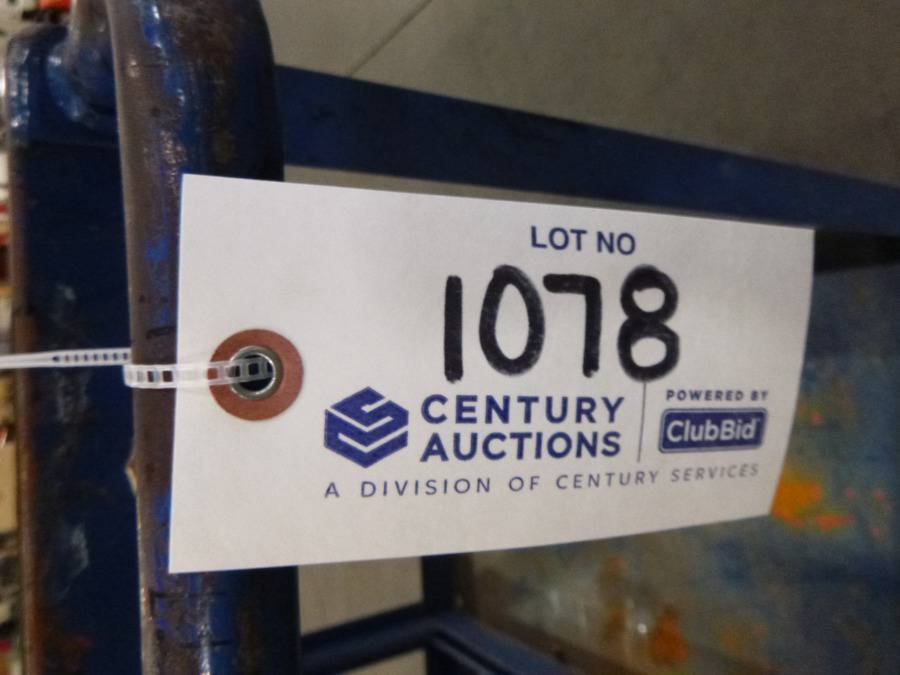 LOT NO
1078
CENTURY AUCTIONS
POWERED BY
ClubBid
A DIVISION OF CENTURY SERVICES